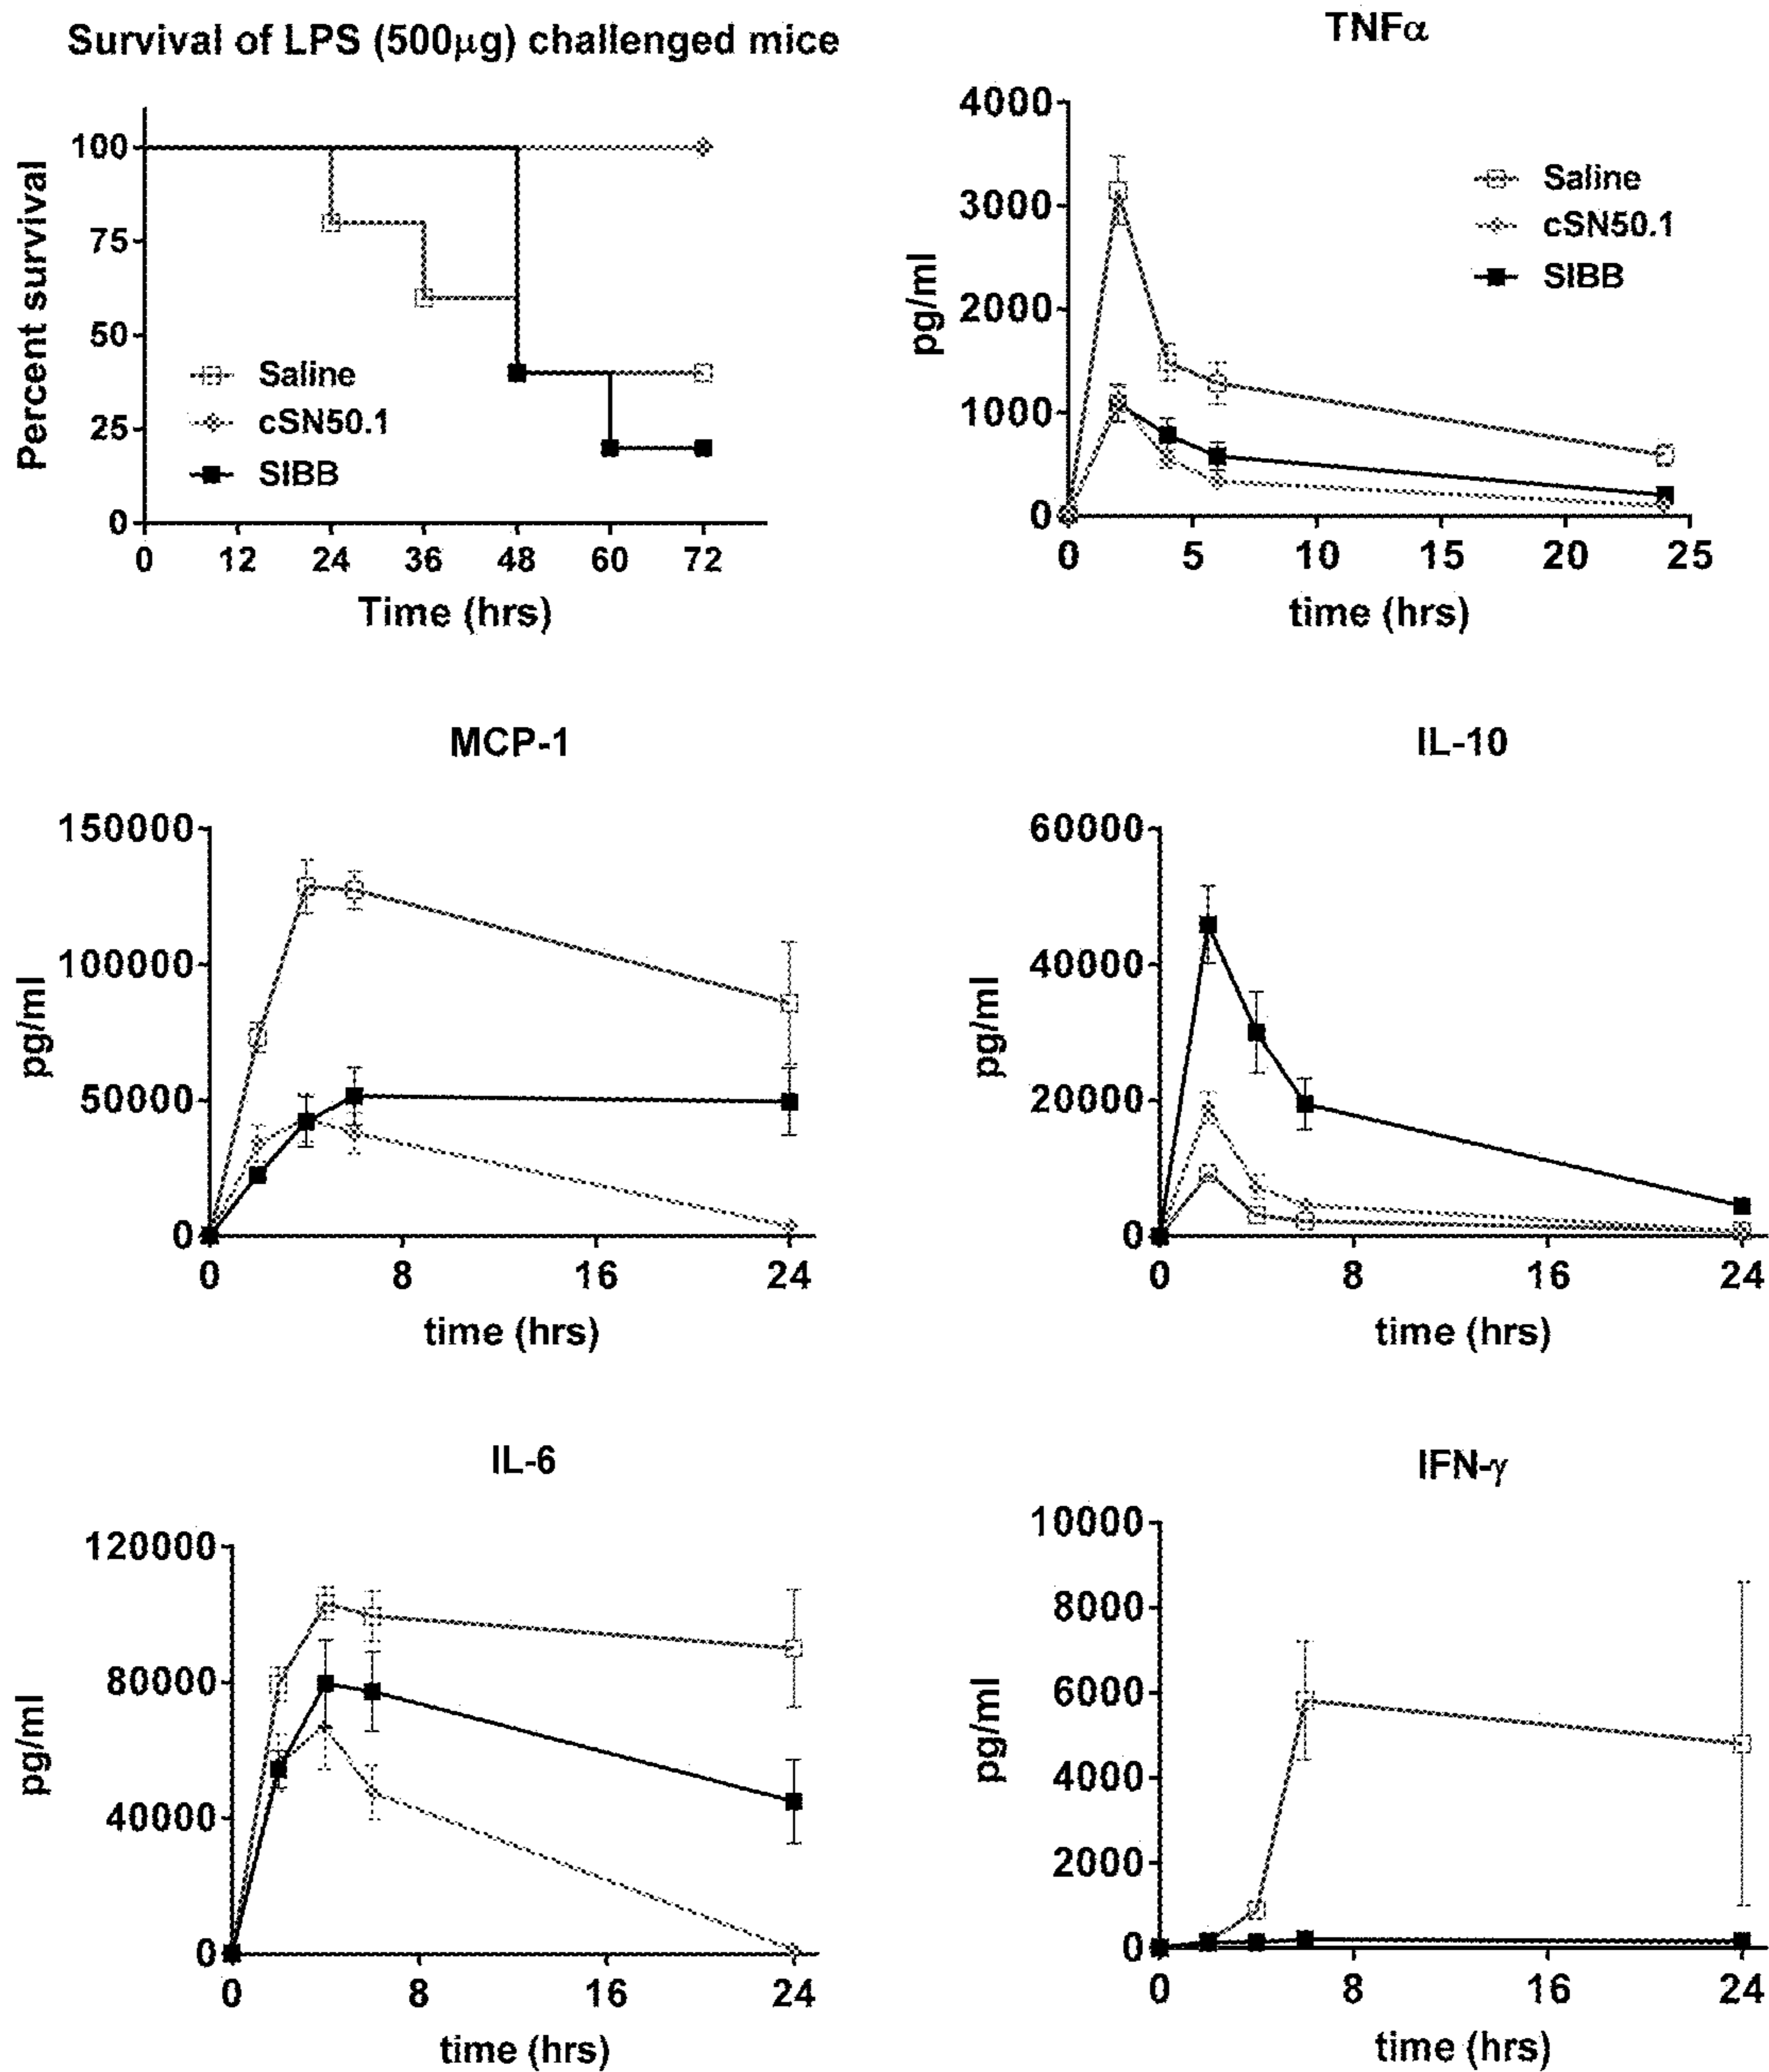 Survival of LPS (500μg) challenged mice
Percent survival
100
75
50
25
0
Saline
cSN50.1
SIBB
0 12 24 36 48 60 72
Time (hrs)
TNFα
pg/ml
4000
3000
2000
1000
0
Saline
cSN50.1
SIBB
0 5 10 15 20 25
time (hrs)
MCP-1
pg/ml
150000
100000
50000
0
0 8 16 24
time (hrs)
IL-10
pg/ml
60000
40000
20000
0
0 8 16 24
time (hrs)
IL-6
pg/ml
120000
80000
40000
0
0 8 16 24
time (hrs)
IFN-γ
pg/ml
10000
8000
6000
4000
2000
0
0 8 16 24
time (hrs)